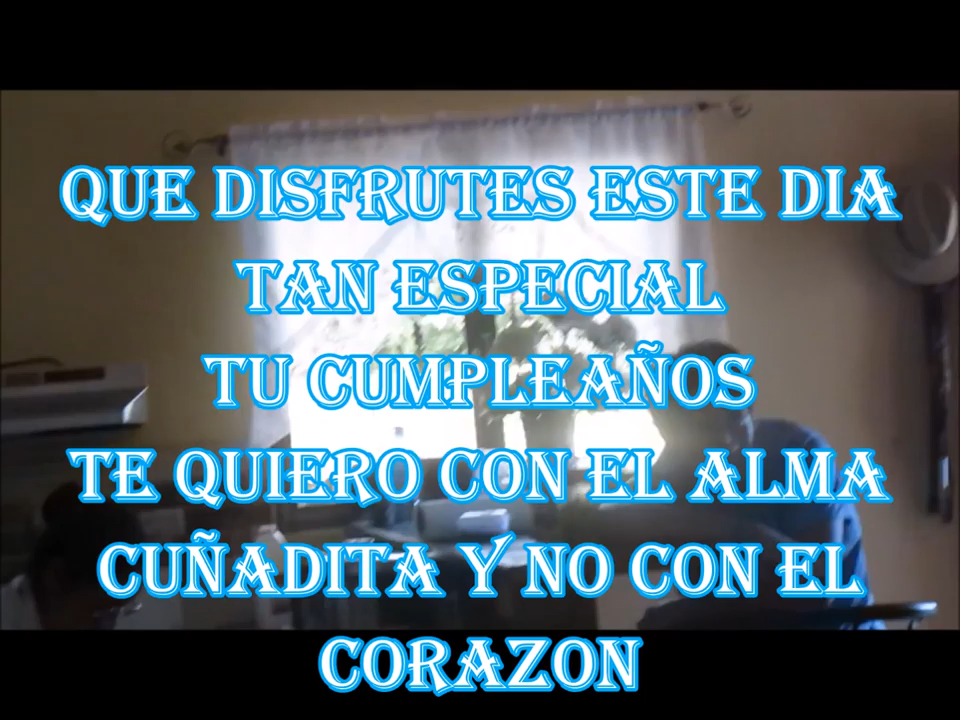 QUE DISFRUTES ESTE DIA
TAN ESPECIAL
TU CUMPLEAÑOS
TE QUIERO CON EL ALMA
CUÑADITA Y NO CON EL
CORAZON